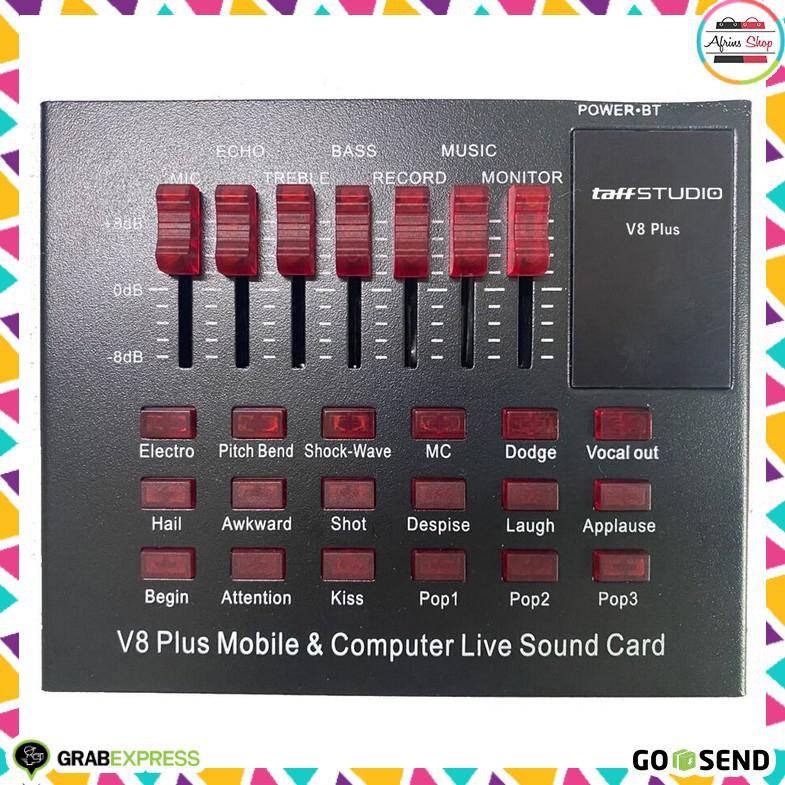 Afrins Shop
POWER•BT
ECHO BASS MUSIC
MIC TREBLE RECORD MONITOR
taffSTUDIO
V8 Plus
+8dB
0dB
-8dB
Electro Pitch Bend Shock-Wave MC Dodge Vocal out
Hail Awkward Shot Despise Laugh Applause
Begin Attention Kiss Pop1 Pop2 Pop3
V8 Plus Mobile & Computer Live Sound Card
GRABEXPRESS
GO SEND